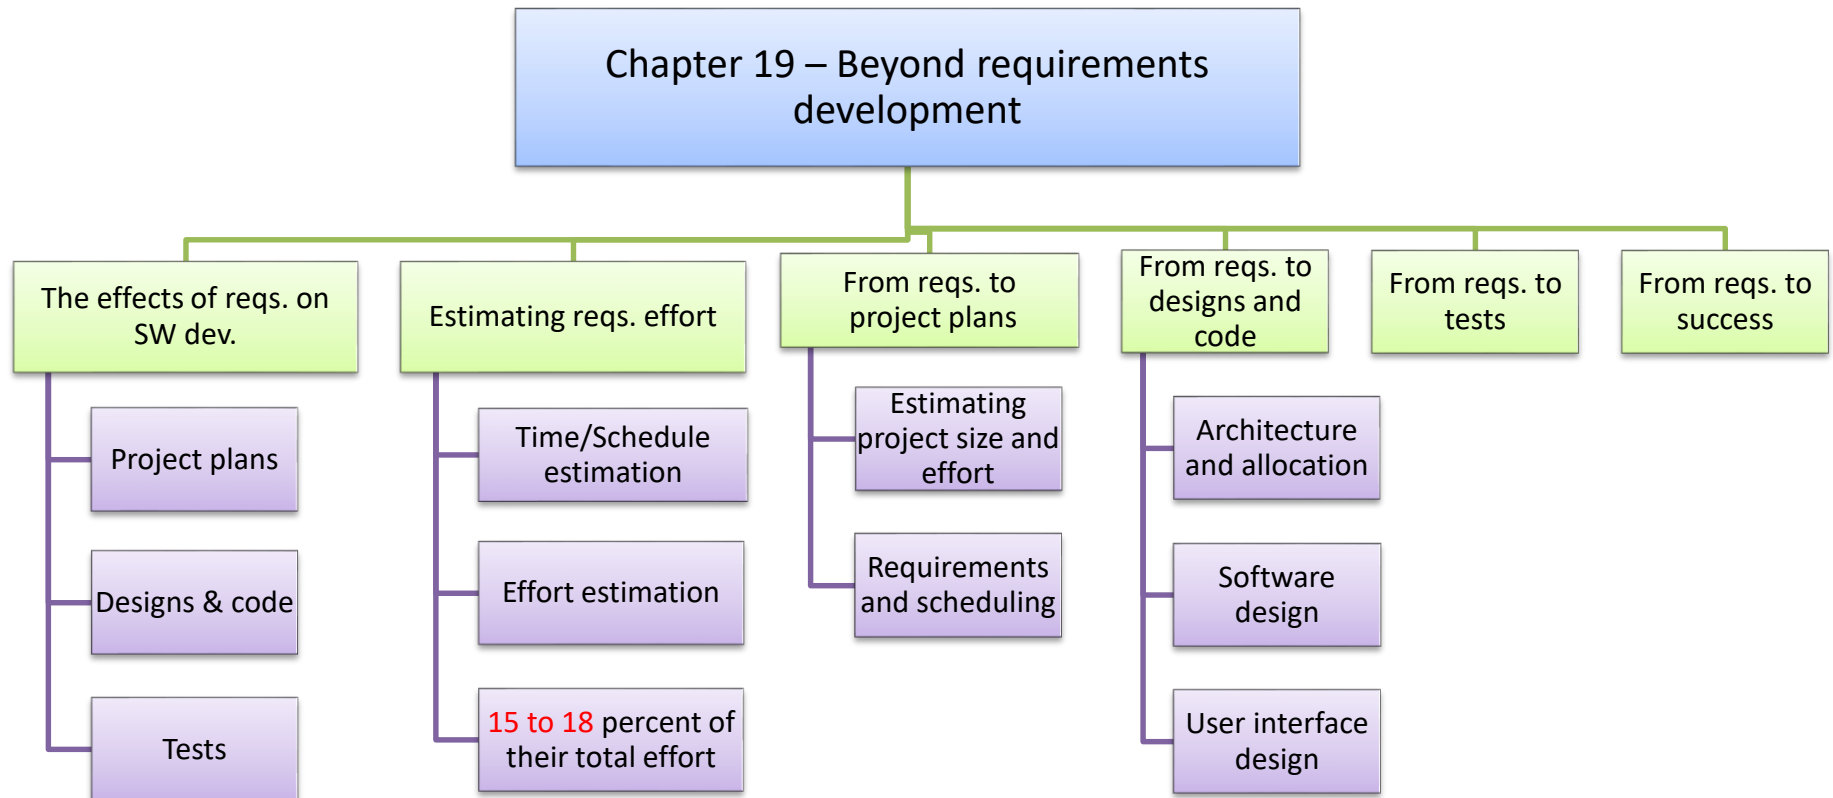 Chapter 19 – Beyond requirements
development
The effects of reqs. on
SW dev.
Project plans
Designs & code
Tests
Estimating reqs. effort
Time/Schedule
estimation
Effort estimation
15 to 18 percent of
their total effort
From reqs. to
project plans
Estimating
project size and
effort
Requirements
and scheduling
From reqs. to
designs and
code
Architecture
and allocation
Software
design
User interface
design
From reqs. to
tests
From reqs. to
success